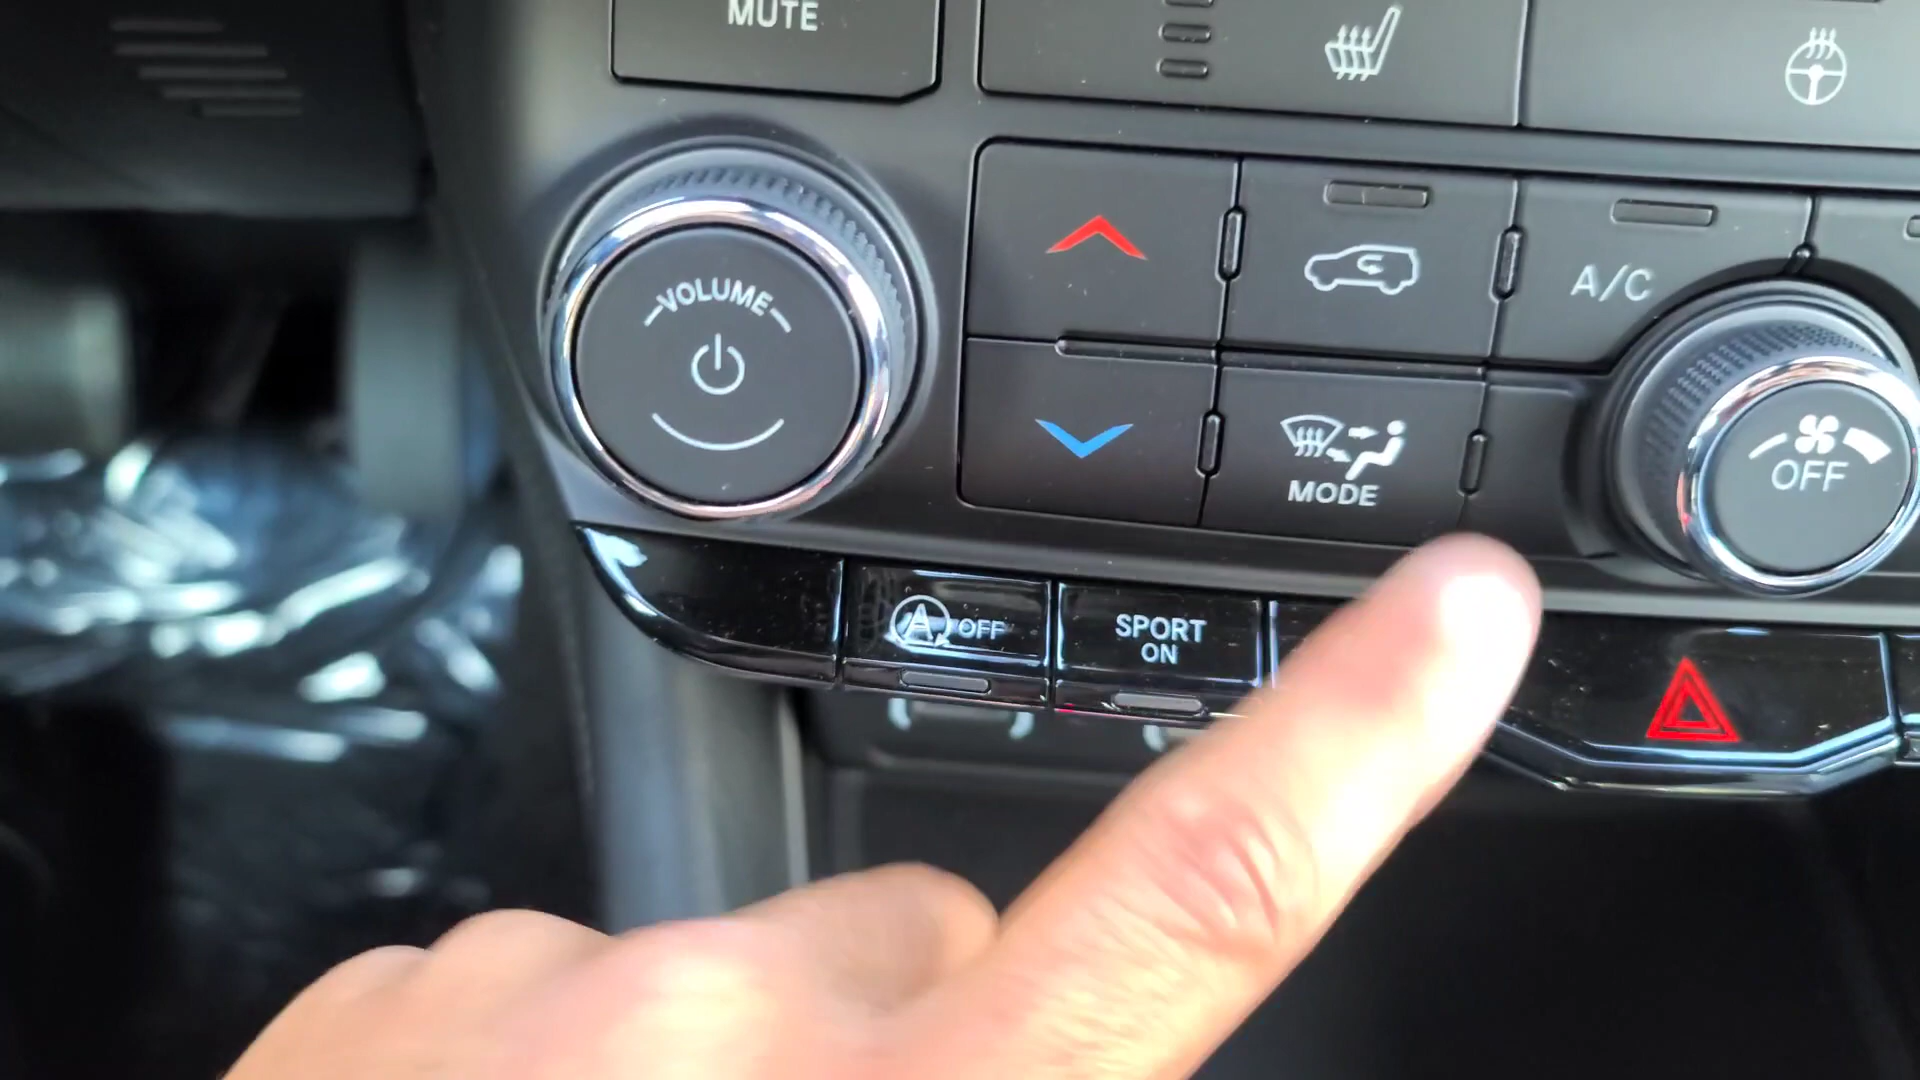 MUTE
VOLUME
A/C
MODE
OFF
A OFF
SPORT
ON